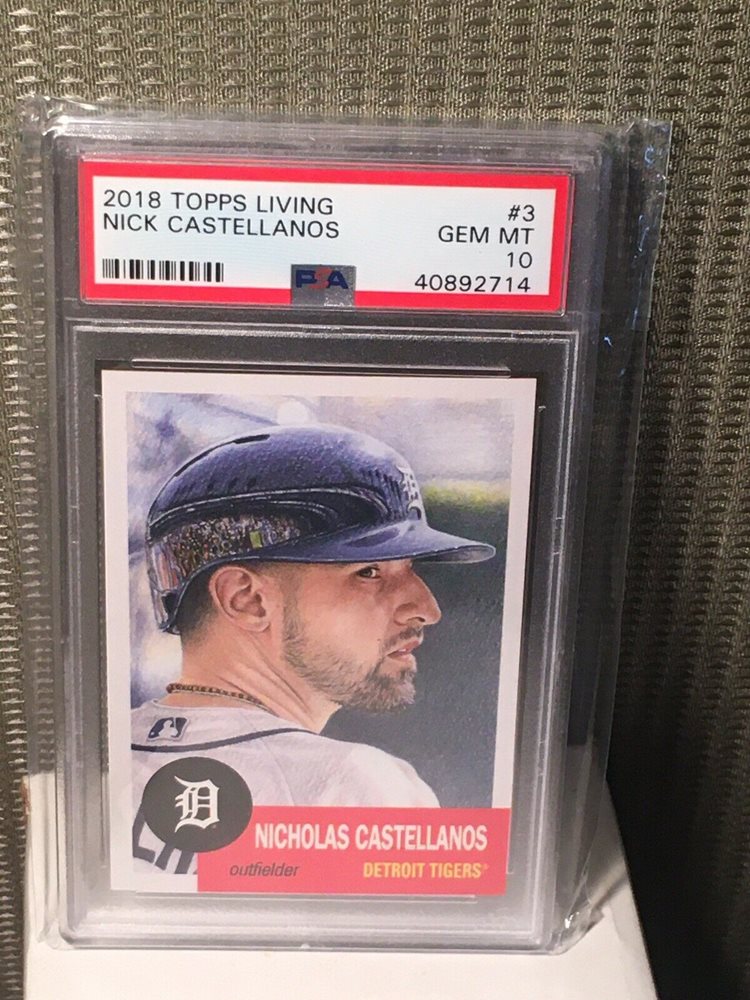 2018 TOPPS LIVING
NICK CASTELLANOS
#3
GEM MT
10
PSA
40892714
D
D
NICHOLAS CASTELLANOS
outfielder
DETROIT TIGERS